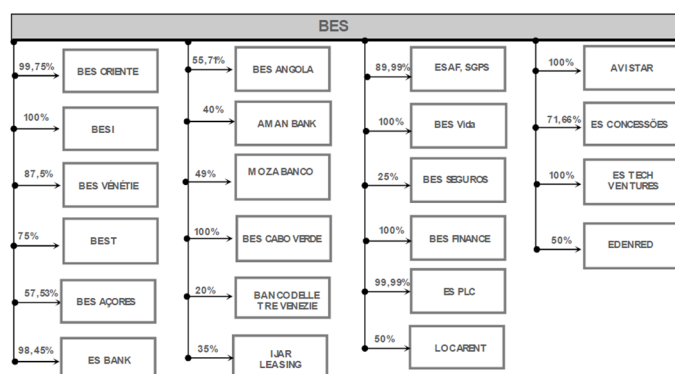 BES
99,75%
BES ORIENTE
100%
BESI
87,5%
BES VÉNÉTIE
75%
BEST
57,53%
BES AÇORES
98,45%
ES BANK
55,71%
BES ANGOLA
40%
AMAN BANK
49%
MOZA BANCO
100%
BES CABO VERDE
20%
BANCO DELLE
TRE VENEZIE
35%
IJAR
LEASING
89,99%
ESAF, SGPS
100%
BES Vida
25%
BES SEGUROS
100%
BES FINANCE
99,99%
ES PLC
50%
LOCARENT
100%
AVISTAR
71,66%
ES CONCESSÕES
100%
ES TECH
VENTURES
50%
EDENRED